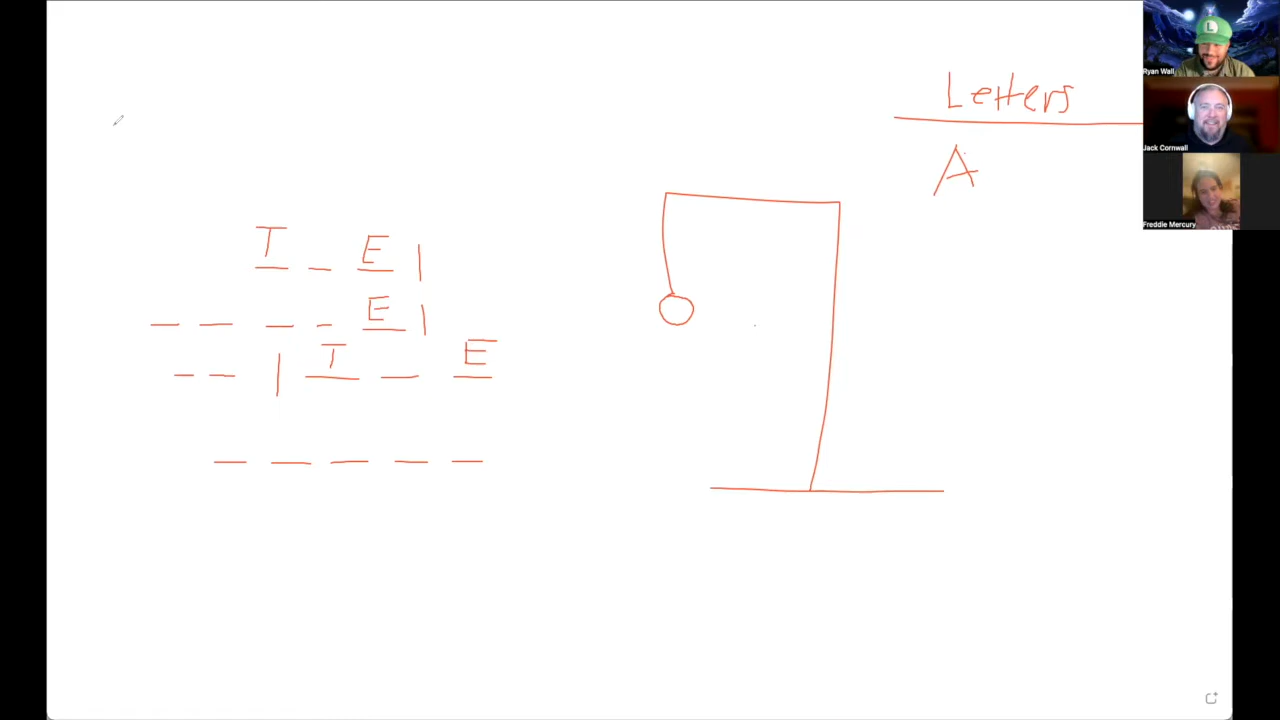 Letters
Ryan Wall
A
Jack Cornwall
Freddie Mercury
T _ E |
_ _ _ _ E |
_ _ | T _ E
_ _ _ _ _